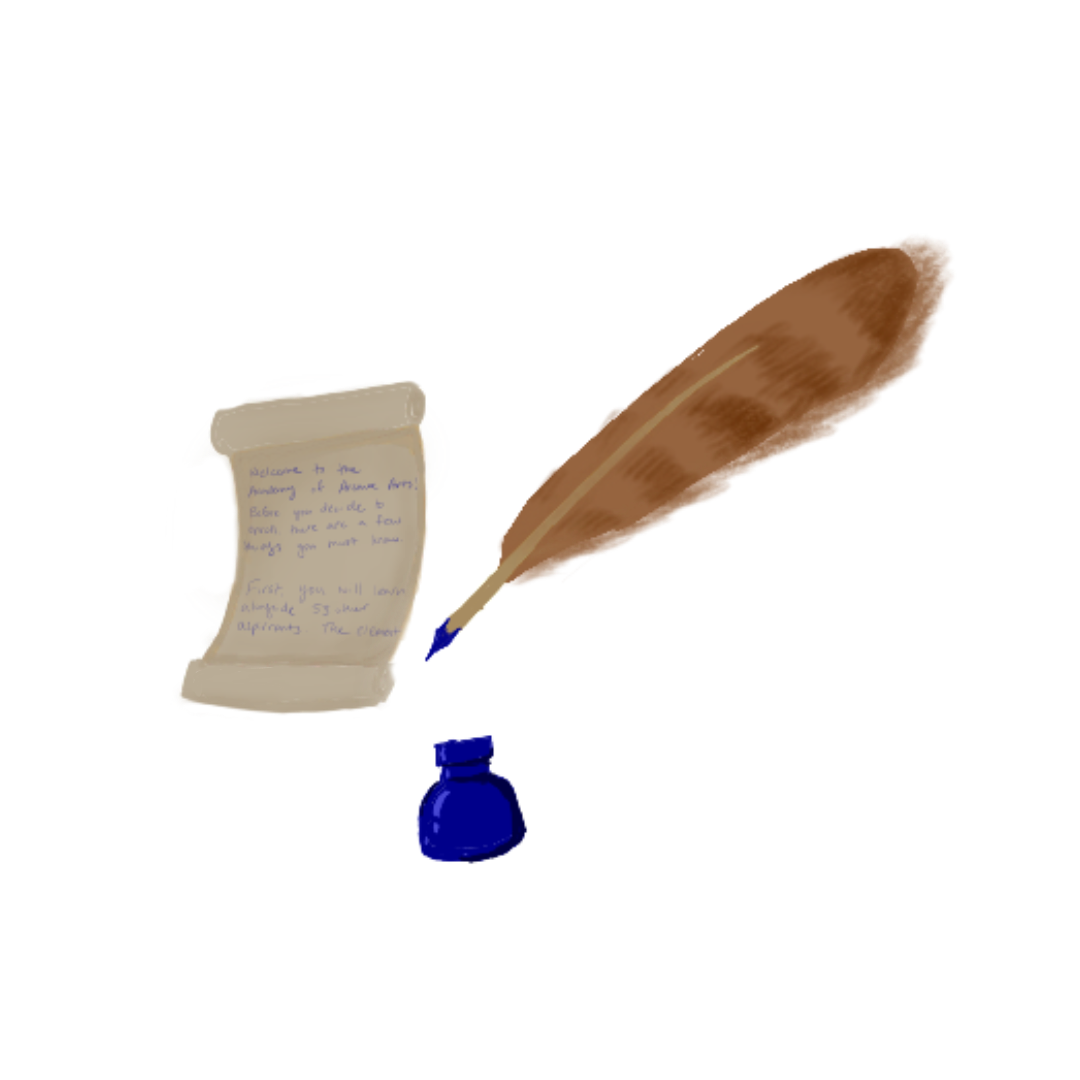 Welcome to the
Academy of Arcane Arts!
Before you decide to
enroll there are a few
things you must know.
First, you will learn
alongside 53 other
aspirants. The element